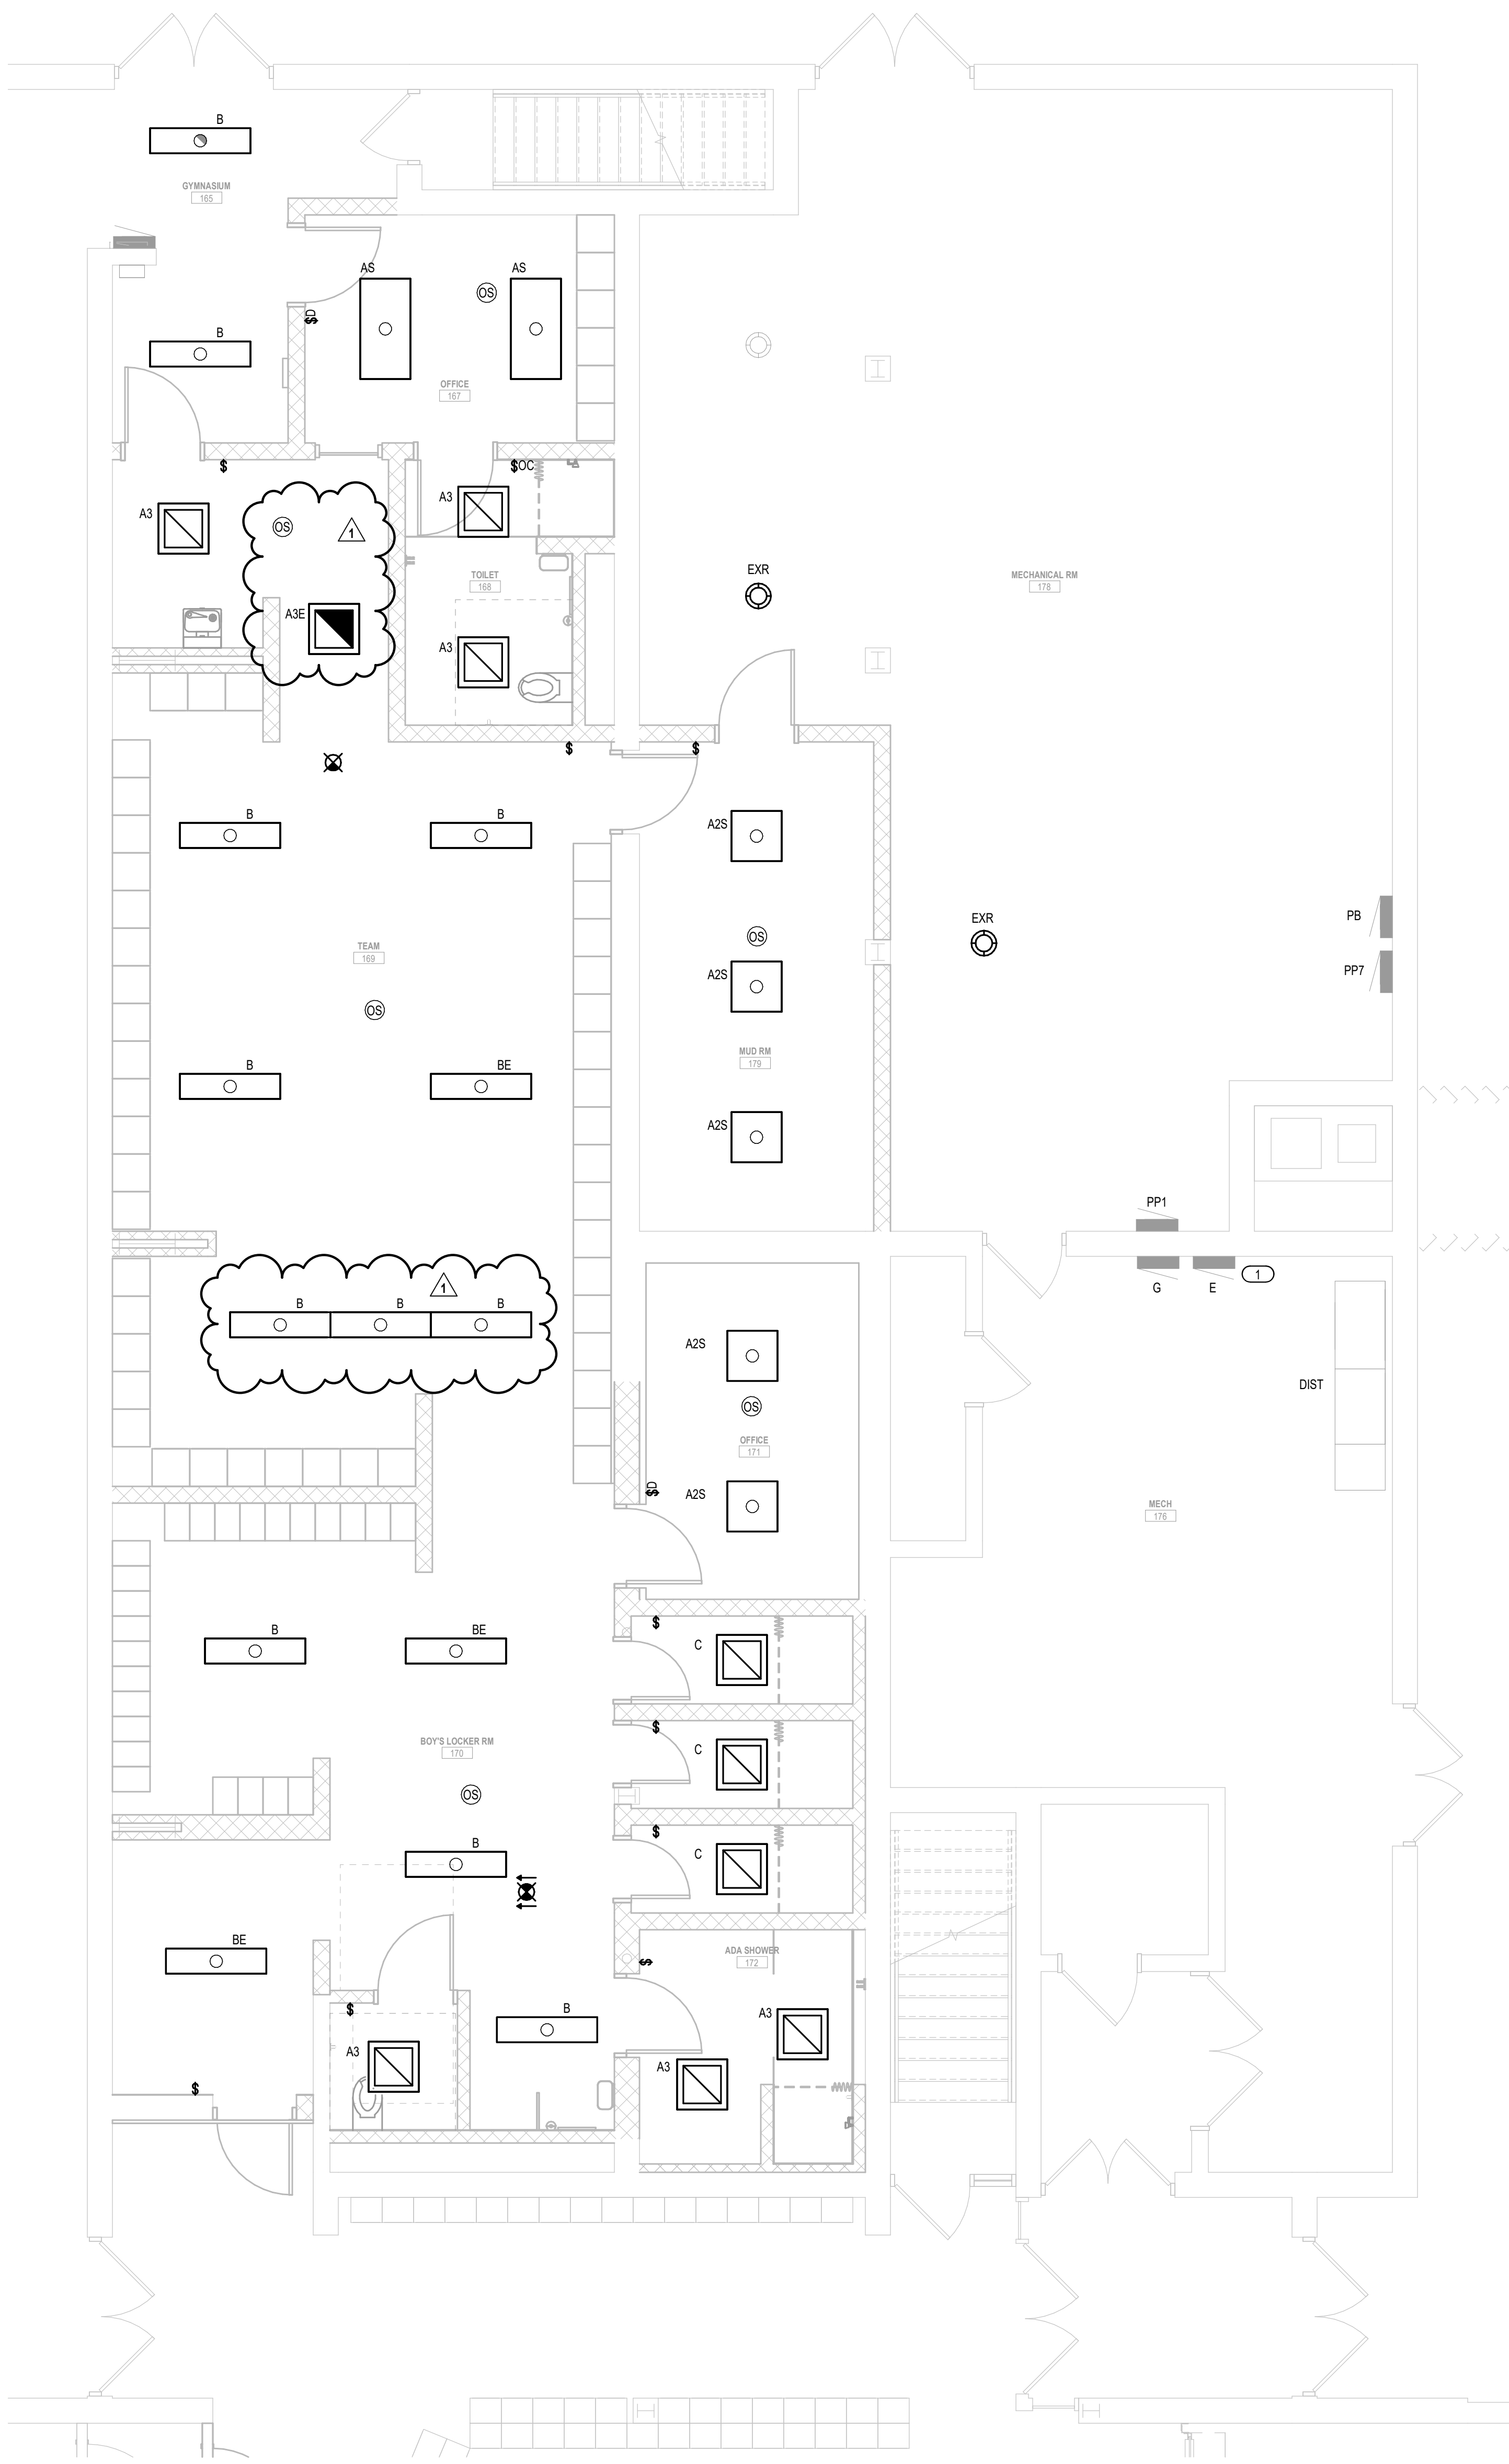 B
GYMNASIUM
165
AS
AS
OS
$D
B
OFFICE
167
$
$OC
A3
A3
OS
1
TOILET
168
EXR
MECHANICAL RM
178
A3E
A3
$
$
B
B
A2S
EXR
PB
OS
TEAM
169
PP7
A2S
OS
MUD RM
179
B
BE
A2S
PP1
1
G
E
1
B
B
B
A2S
DIST
OS
OFFICE
171
$D
A2S
MECH
176
$
B
BE
C
$
BOY'S LOCKER RM
170
C
OS
$
B
C
BE
ADA SHOWER
172
$
$
B
A3
A3
A3
$